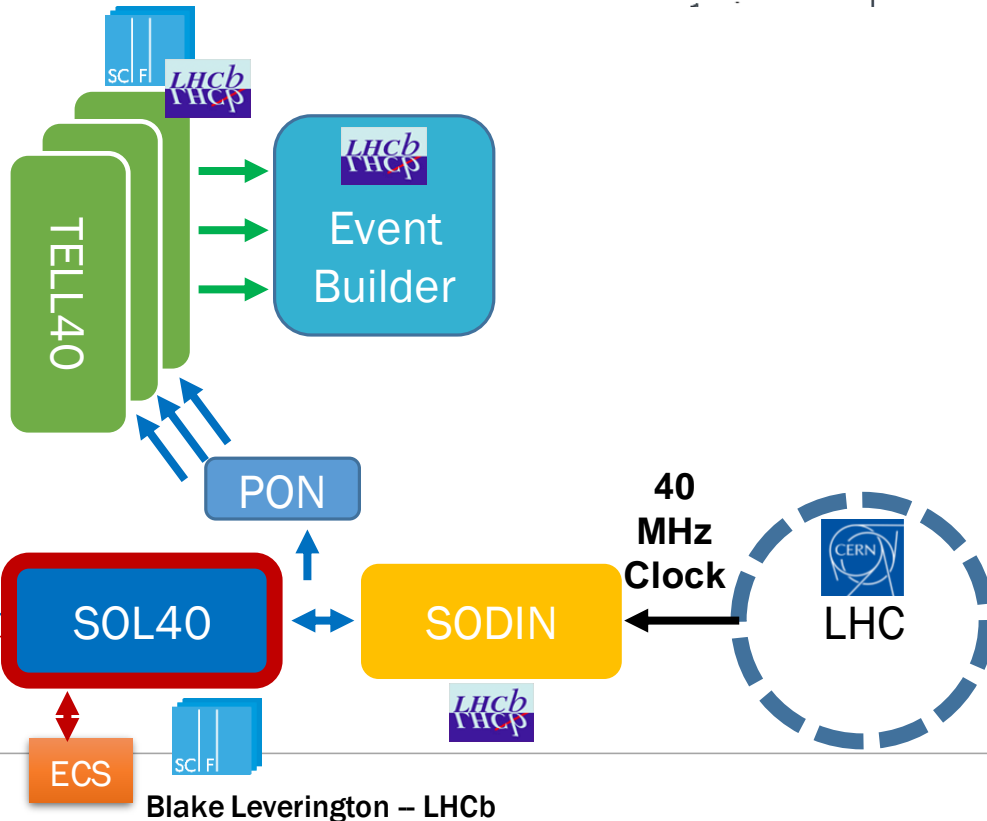 SC F
LHCb
LHCb
Event
Builder
TELL40
PON
40
MHz
Clock
CERN
LHC
SOL40
SODIN
LHCb
ECS
SC F
Blake Leverington – LHCb